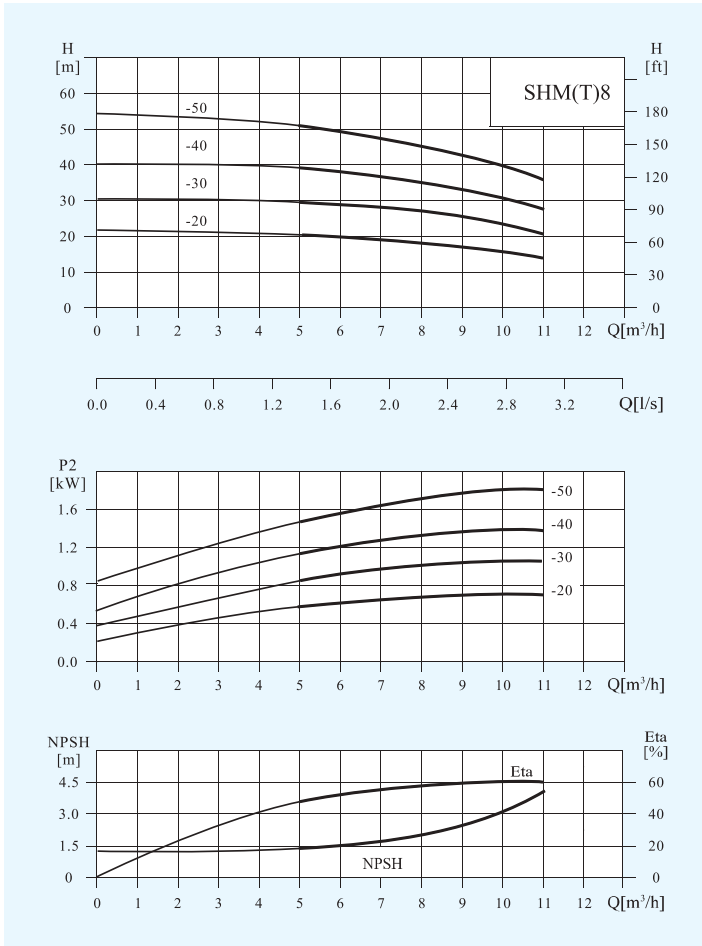 H
[m]
H
[ft]
SHM(T)8
60
50
40
30
20
10
0
-50
-40
-30
-20
180
150
120
90
60
30
0
0 1 2 3 4 5 6 7 8 9 10 11 12 Q[m³/h]
0.0 0.4 0.8 1.2 1.6 2.0 2.4 2.8 3.2 Q[l/s]
P2
[kW]
1.6
1.2
0.8
0.4
0.0
-50
-40
-30
-20
0 1 2 3 4 5 6 7 8 9 10 11 12 Q[m³/h]
NPSH
[m]
Eta
[%]
4.5
3.0
1.5
0
Eta
NPSH
60
40
20
0
0 1 2 3 4 5 6 7 8 9 10 11 12 Q[m³/h]